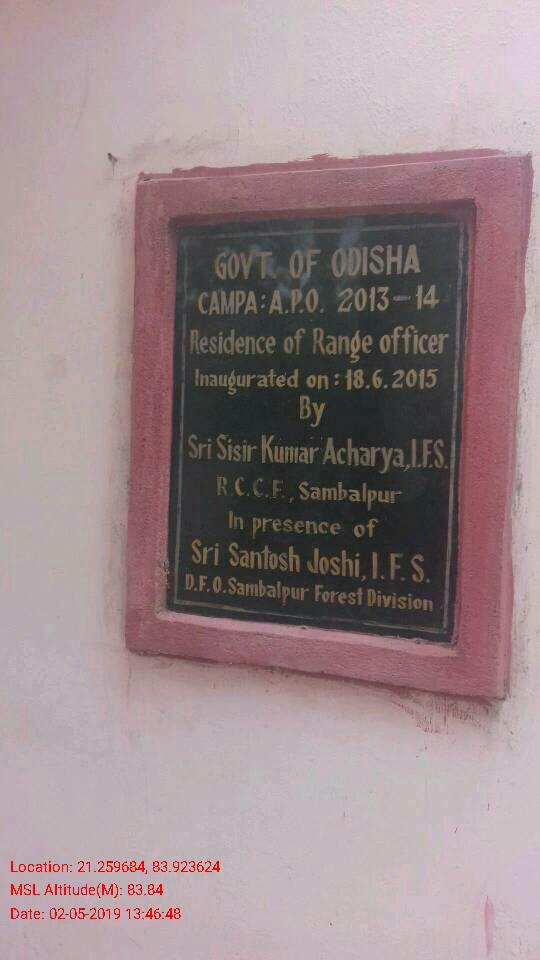 GOVT. OF ODISHA
CAMPA: A.P.O. 2013-14
Residence of Range officer
Inaugurated on: 18.6.2015
By
Sri Sisir Kumar Acharya, I.F.S.
R.C.C.F., Sambalpur
In presence of
Sri Santosh Joshi, I.F.S.
D.F.O. Sambalpur Forest Division
Location: 21.259684, 83.923624
MSL Altitude(M): 83.84
Date: 02-05-2019 13:46:48